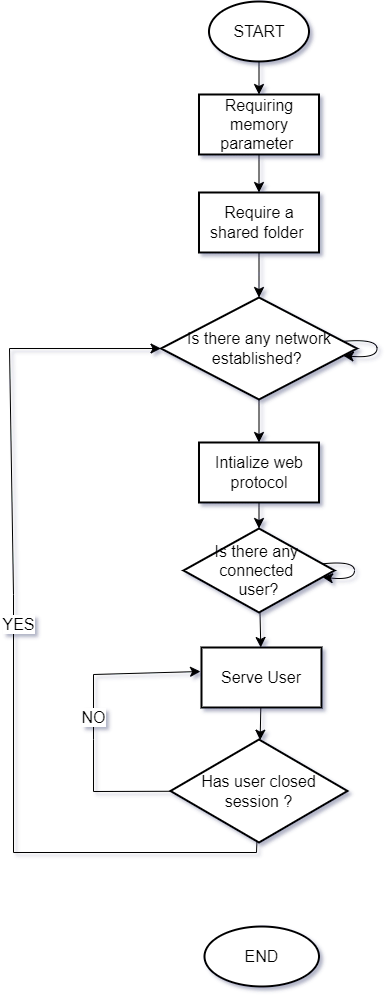 START
Requiring
memory
parameter
Require a
shared folder
Is there any network
established?
Intialize web
protocol
Is there any
connected
user?
YES
Serve User
NO
Has user closed
session ?
END